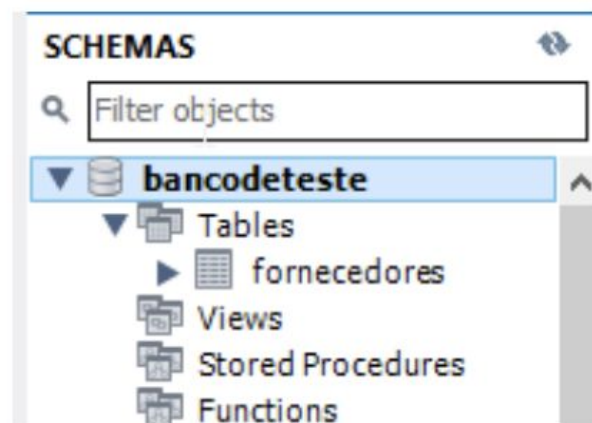 SCHEMAS
Filter objects
bancodeteste
Tables
fornecedores
Views
Stored Procedures
Functions